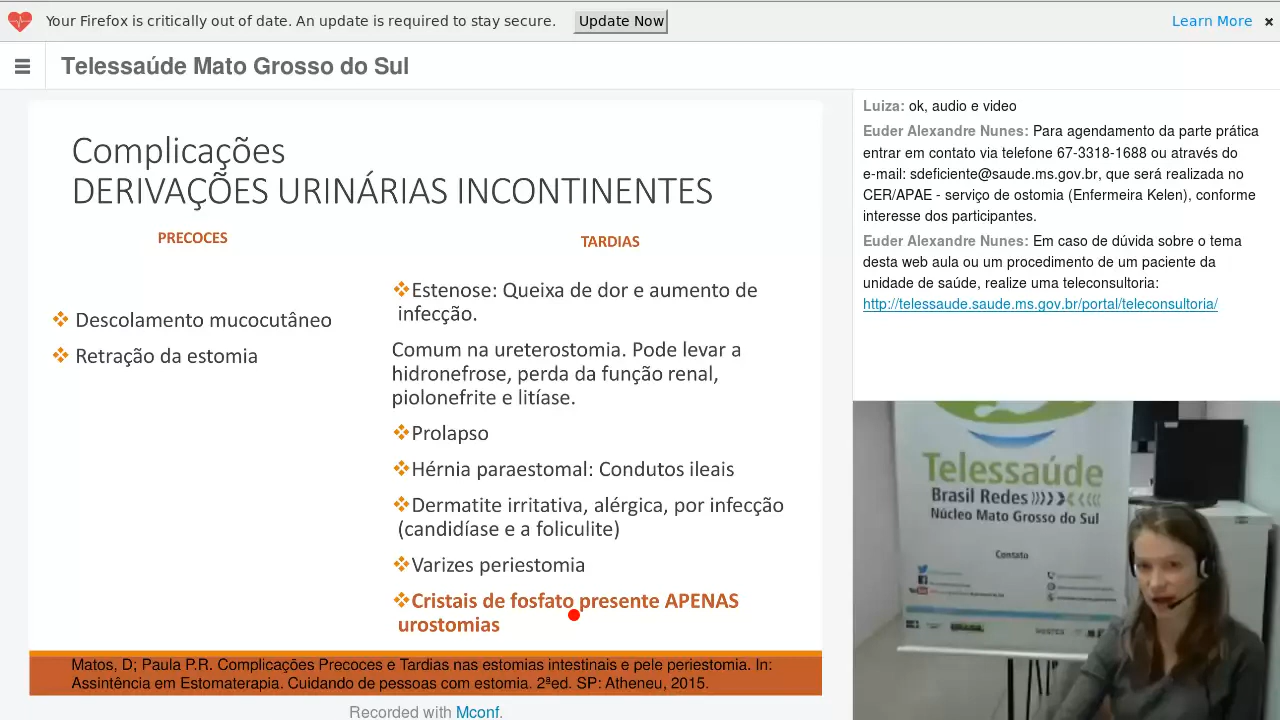 Your Firefox is critically out of date. An update is required to stay secure. Update Now Learn More ×
Telessaúde Mato Grosso do Sul
Complicações
DERIVAÇÕES URINÁRIAS INCONTINENTES
PRECOCES
Descolamento mucocutâneo
Retração da estomia
TARDIAS
Estenose: Queixa de dor e aumento de
infecção.
Comum na ureterostomia. Pode levar a
hidronefrose, perda da função renal,
piolonefrite e litíase.
Prolapso
Hérnia paraestomal: Condutos ileais
Dermatite irritativa, alérgica, por infecção
(candidíase e a foliculite)
Varizes periestomia
Cristais de fosfato presente APENAS
urostomias
Matos, D; Paula P.R. Complicações Precoces e Tardias nas estomias intestinais e pele periestomia. In:
Assintência em Estomaterapia. Cuidando de pessoas com estomia. 2ªed. SP: Atheneu, 2015.
Recorded with Mconf.
Luiza: ok, audio e video
Euder Alexandre Nunes: Para agendamento da parte prática
entrar em contato via telefone 67-3318-1688 ou através do
e-mail: sdeficiente@saude.ms.gov.br, que será realizada no
CER/APAE - serviço de ostomia (Enfermeira Kelen), conforme
interesse dos participantes.
Euder Alexandre Nunes: Em caso de dúvida sobre o tema
desta web aula ou um procedimento de um paciente da
unidade de saúde, realize uma teleconsultoria:
http://telessaude.saude.ms.gov.br/portal/teleconsultoria/
Telessaúde
Brasil Redes
Núcleo Mato Grosso do Sul
Contato